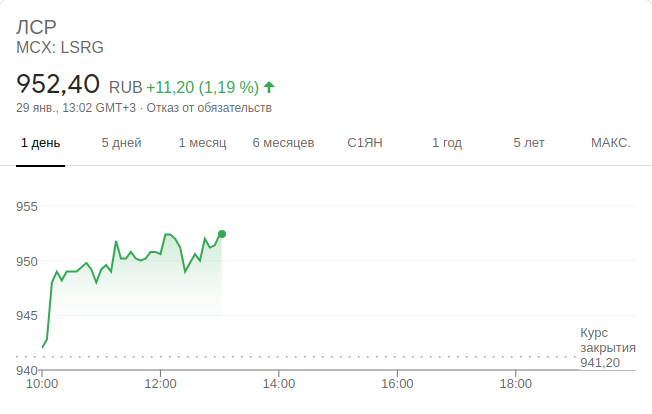 ЛСР
MCX: LSRG
952,40 RUB +11,20 (1,19 %)
29 янв., 13:02 GMT+3 · Отказ от обязательств
1 день 5 дней 1 месяц 6 месяцев С1ЯН 1 год 5 лет МАКС.
955
950
945
Курс
закрытия
941,20
940
10:00 12:00 14:00 16:00 18:00